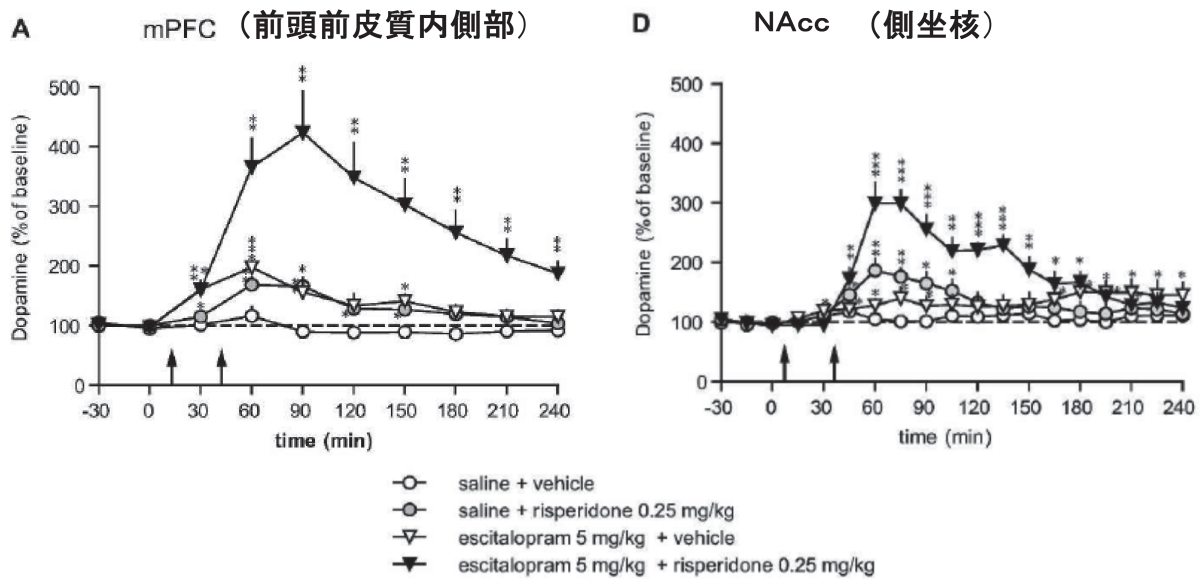 A mPFC（前頭前皮質内側部）
Dopamine (% of baseline)
500
400
300
200
100
0
-30 0 30 60 90 120 150 180 210 240
time (min)
D NAcc （側坐核）
Dopamine (%of baseline)
500
400
300
200
100
0
-30 0 30 60 90 120 150 180 210 240
time (min)
saline + vehicle
saline + risperidone 0.25 mg/kg
escitalopram 5 mg/kg + vehicle
escitalopram 5 mg/kg + risperidone 0.25 mg/kg